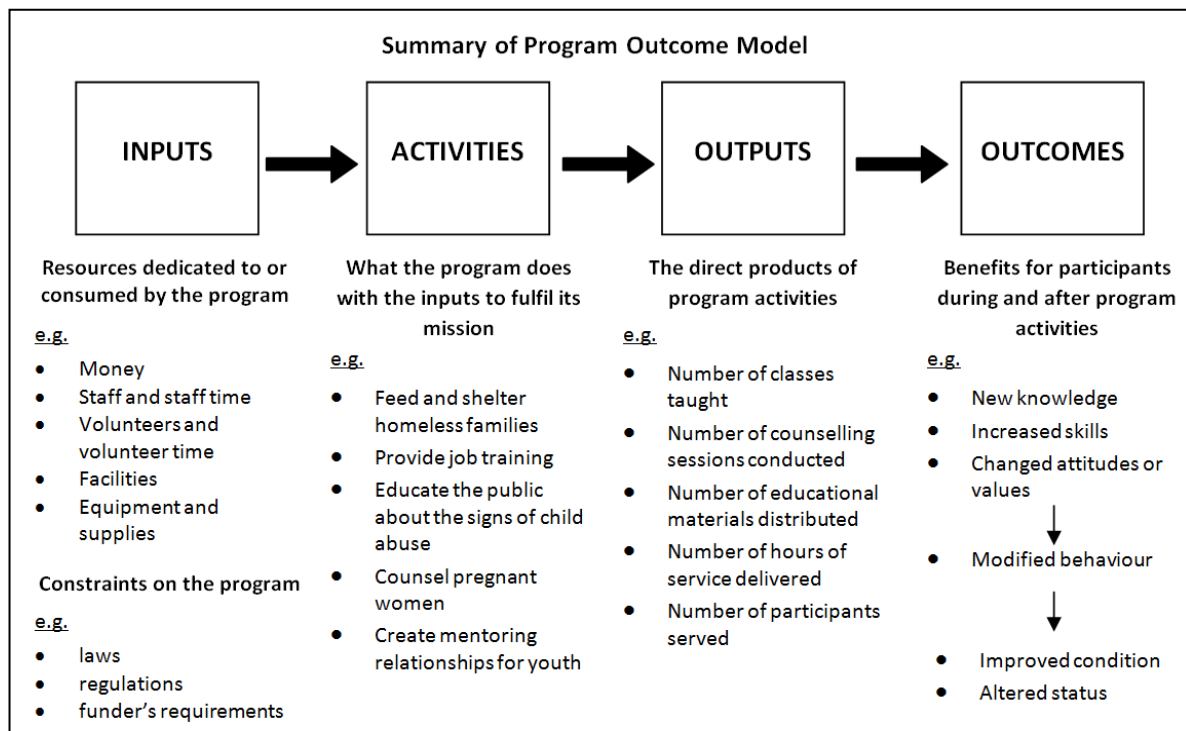 Summary of Program Outcome Model
INPUTS
ACTIVITIES
OUTPUTS
OUTCOMES
Resources dedicated to or
consumed by the program
e.g.
• Money
• Staff and staff time
• Volunteers and
volunteer time
• Facilities
• Equipment and
supplies
Constraints on the program
e.g.
• laws
• regulations
• funder’s requirements
What the program does
with the inputs to fulfil its
mission
e.g.
• Feed and shelter
homeless families
• Provide job training
• Educate the public
about the signs of child
abuse
• Counsel pregnant
women
• Create mentoring
relationships for youth
The direct products of
program activities
e.g.
• Number of classes
taught
• Number of counselling
sessions conducted
• Number of educational
materials distributed
• Number of hours of
service delivered
• Number of participants
served
Benefits for participants
during and after program
activities
e.g.
• New knowledge
• Increased skills
• Changed attitudes or
values
• Modified behaviour
• Improved condition
• Altered status